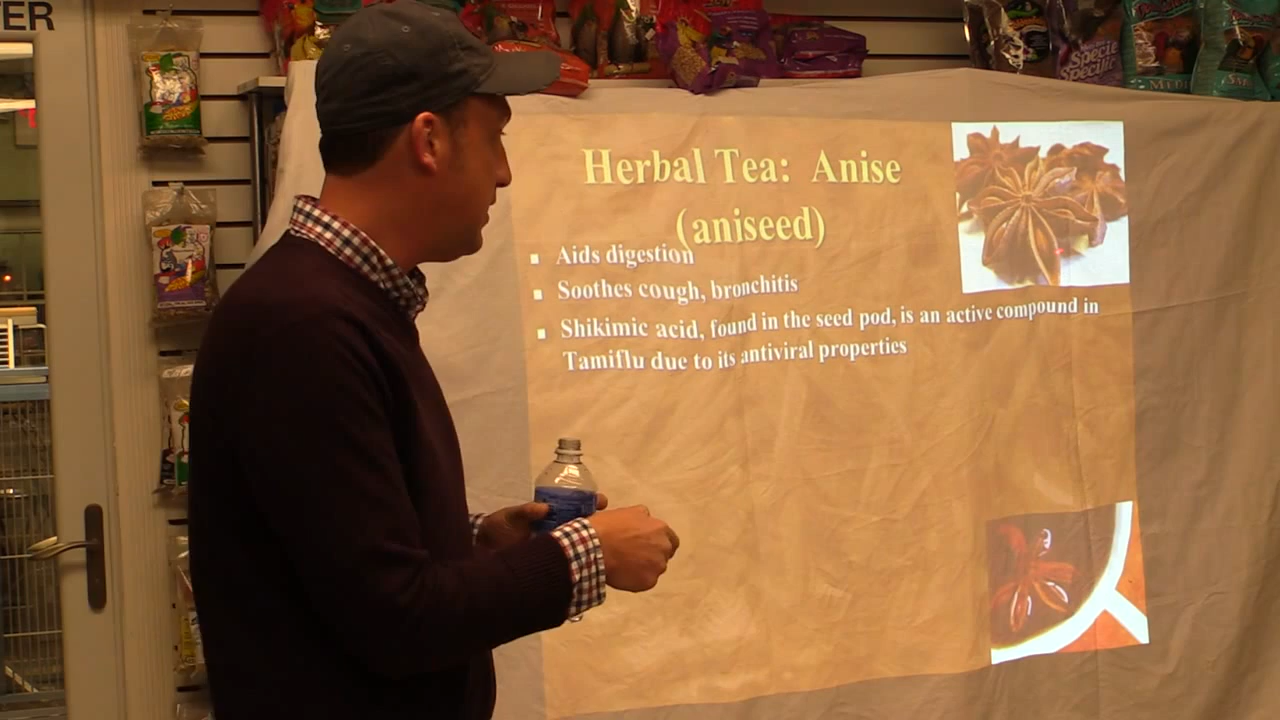 TER
Herbal Tea: Anise
(aniseed)
Aids digestion
Soothes cough, bronchitis
Shikimic acid, found in the seed pod, is an active compound in
Tamiflu due to its antiviral properties